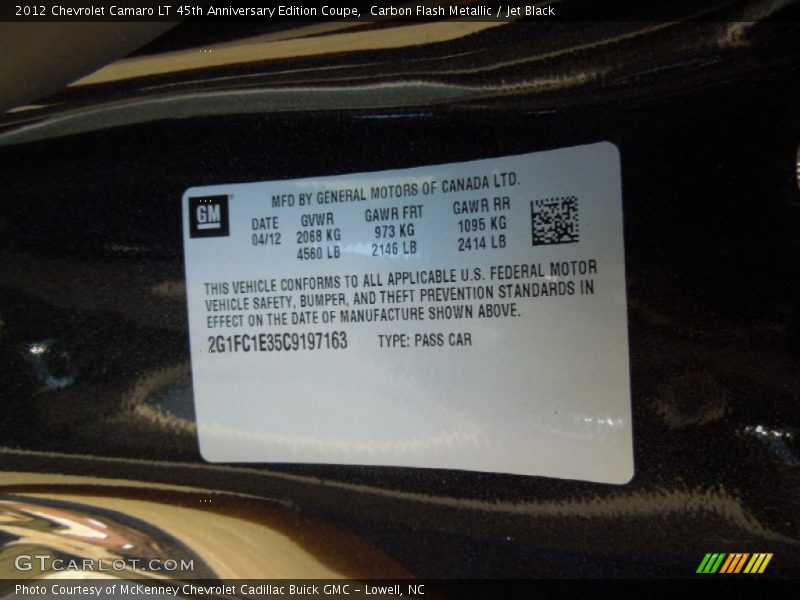 2012 Chevrolet Camaro LT 45th Anniversary Edition Coupe,  Carbon Flash Metallic / Jet Black
GM
MFD BY GENERAL MOTORS OF CANADA LTD.
DATE GVWR GAWR FRT GAWR RR
04/12 2068 KG 973 KG 1095 KG
4560 LB 2146 LB 2414 LB
THIS VEHICLE CONFORMS TO ALL APPLICABLE U.S. FEDERAL MOTOR
VEHICLE SAFETY, BUMPER, AND THEFT PREVENTION STANDARDS IN
EFFECT ON THE DATE OF MANUFACTURE SHOWN ABOVE.
2G1FC1E35C9197163 TYPE: PASS CAR
GTCARLOT.COM
Photo Courtesy of McKenney Chevrolet Cadillac Buick GMC - Lowell, NC